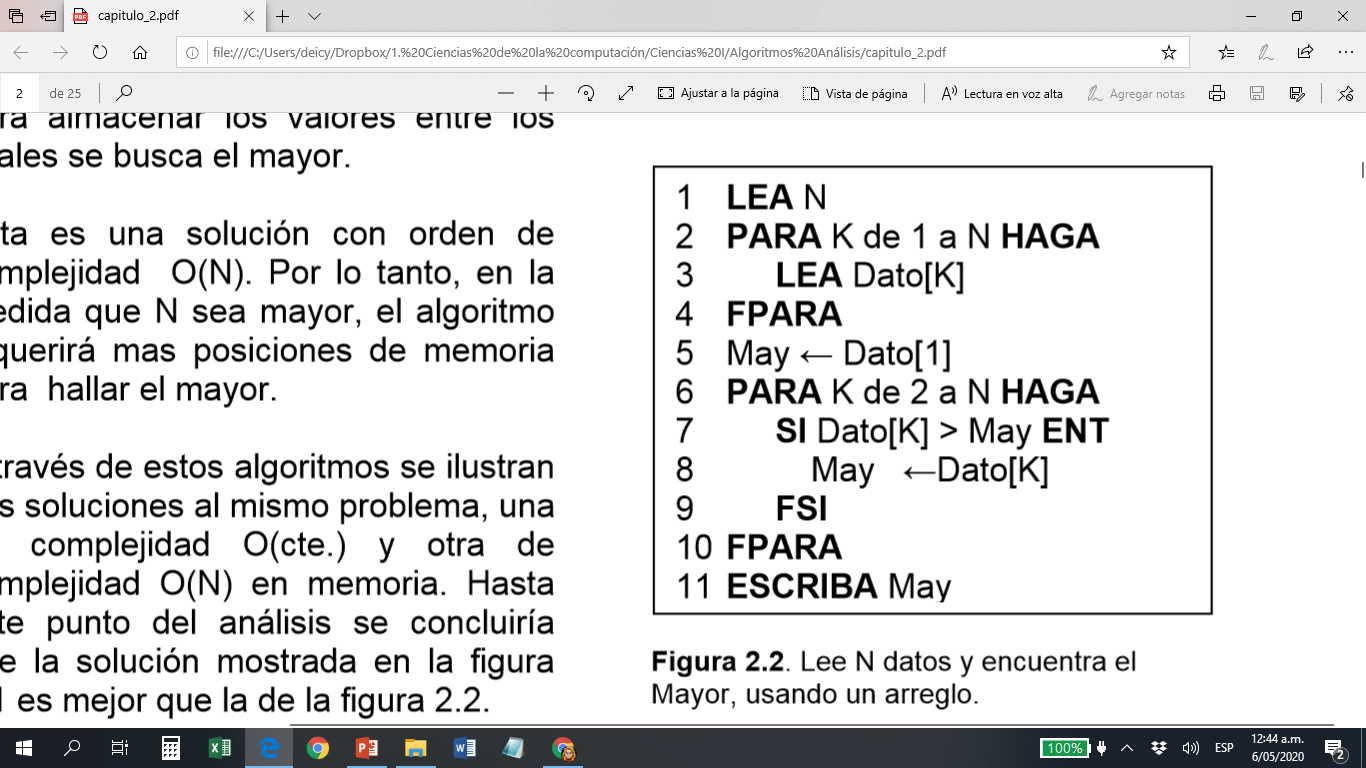 capitulo_2.pdf
file:///C:/Users/deicy/Dropbox/1.%20Ciencias%20de%20la%20computación/Ciencias%20I/Algoritmos%20Análisis/capitulo_2.pdf
2 de 25 Ajustar a la página Vista de página Lectura en voz alta Agregar notas
ra almacenar los valores entre los
ales se busca el mayor.
ta es una solución con orden de
mplejidad O(N). Por lo tanto, en la
edida que N sea mayor, el algoritmo
querirá mas posiciones de memoria
ra hallar el mayor.
través de estos algoritmos se ilustran
s soluciones al mismo problema, una
complejidad O(cte.) y otra de
mplejidad O(N) en memoria. Hasta
te punto del análisis se concluiría
e la solución mostrada en la figura
es mejor que la de la figura 2.2.
1 LEA N
2 PARA K de 1 a N HAGA
3 LEA Dato[K]
4 FPARA
5 May ← Dato[1]
6 PARA K de 2 a N HAGA
7 SI Dato[K] > May ENT
8 May ←Dato[K]
9 FSI
10 FPARA
11 ESCRIBA May
Figura 2.2. Lee N datos y encuentra el
Mayor, usando un arreglo.
100% ESP 12:44 a.m.
6/05/2020
2